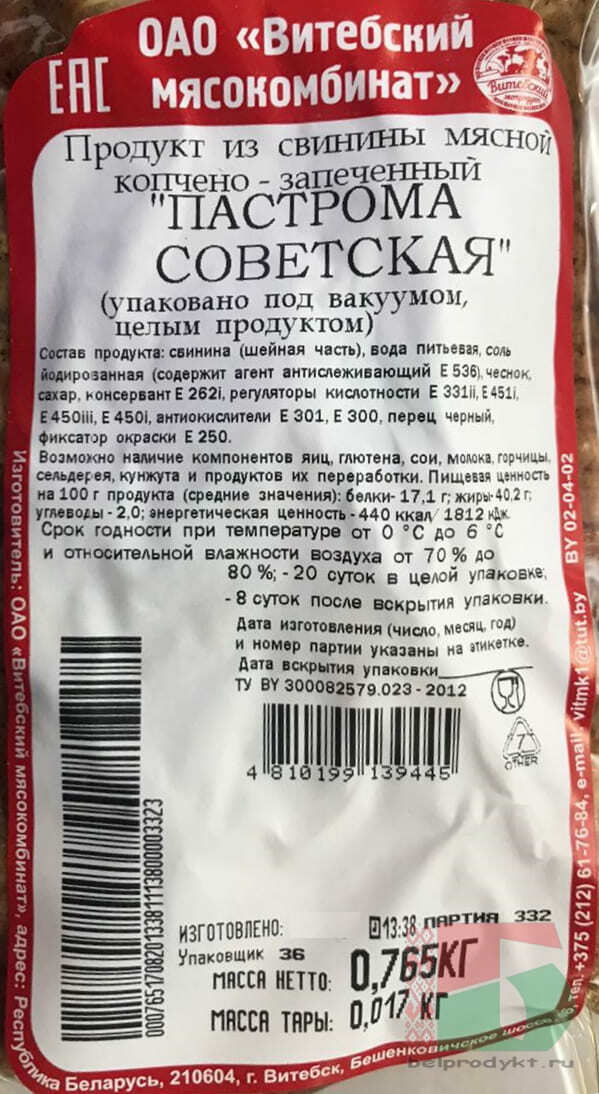 ОАО «Витебский
мясокомбинат»
ЕАС
Витебский
Продукт из свинины мясной
копчено - запеченный
"ПАСТРОМА
СОВЕТСКАЯ"
(упаковано под вакуумом,
целым продуктом)
Состав продукта: свинина (шейная часть), вода питьевая, соль
йодированная (содержит агент антислеживающий Е 536), чеснок,
сахар, консервант Е 262i, регуляторы кислотности Е 331ii, Е 451i,
Е 450iii, Е 450i, антиокислители Е 301, Е 300, перец черный,
фиксатор окраски Е 250.
Возможно наличие компонентов яиц, глютена, сои, молока, горчицы,
сельдерея, кунжута и продуктов их переработки. Пищевая ценность
на 100 г продукта (средние значения): белки- 17,1 г; жиры- 40,2 г;
углеводы - 2,0; энергетическая ценность - 440 ккал/ 1812 кДж.
Срок годности при температуре от 0 °С до 6 °С
и относительной влажности воздуха от 70 % до
80 %; - 20 суток в целой упаковке;
- 8 суток после вскрытия упаковки.
Дата изготовления (число, месяц, год)
и номер партии указаны на этикетке.
Дата вскрытия упаковки
ТУ BY 300082579.023 - 2012
7
OTHER
4 810199 139445
00076517082013381113800003323
ИЗГОТОВЛЕНО: 13:38 ПАРТИЯ 332
Упаковщик 36
МАССА НЕТТО: 0,765КГ
МАССА ТАРЫ: 0,017 КГ
Изготовитель: ОАО «Витебский мясокомбинат», адрес: Республика Беларусь, 210604, г. Витебск, Бешенковичское шоссе, тел. +375 (212) 61-76-84, e-mail: vitmk1@tut.by
BY 02-04-02
belprodykt.ru